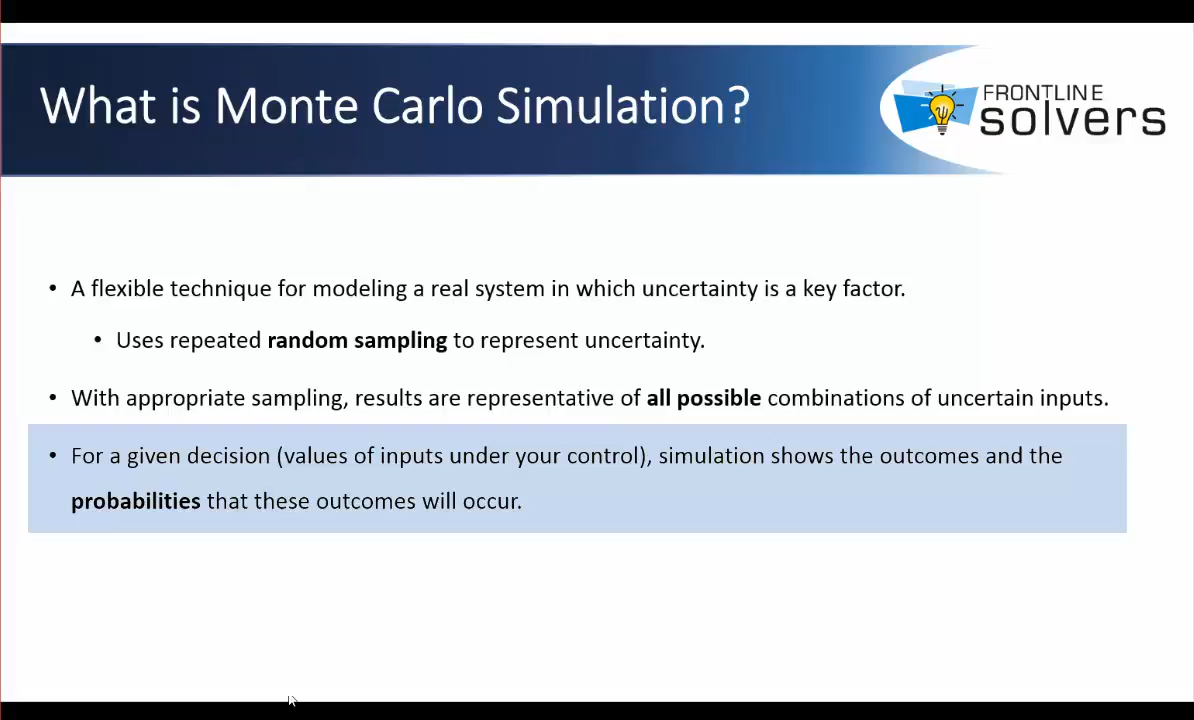 What is Monte Carlo Simulation?
FRONTLINE
solvers
• A flexible technique for modeling a real system in which uncertainty is a key factor.
• Uses repeated random sampling to represent uncertainty.
• With appropriate sampling, results are representative of all possible combinations of uncertain inputs.
• For a given decision (values of inputs under your control), simulation shows the outcomes and the
probabilities that these outcomes will occur.